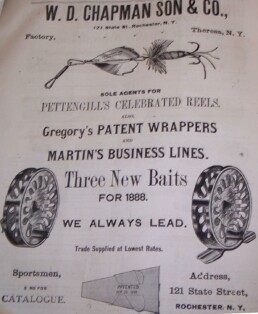 W. D. CHAPMAN SON & CO.,
121 State St., Rochester, N. Y.
Factory, Theresa, N. Y.
SOLE AGENTS FOR
PETTENGILL'S CELEBRATED REELS.
ALSO
Gregory's PATENT WRAPPERS
AND
MARTIN'S BUSINESS LINES.
Three New Baits
FOR 1888.
WE ALWAYS LEAD.
Trade Supplied at Lowest Rates.
Sportsmen, Address,
FOR 121 State Street,
CATALOGUE. ROCHESTER. N. Y.
PATENTED